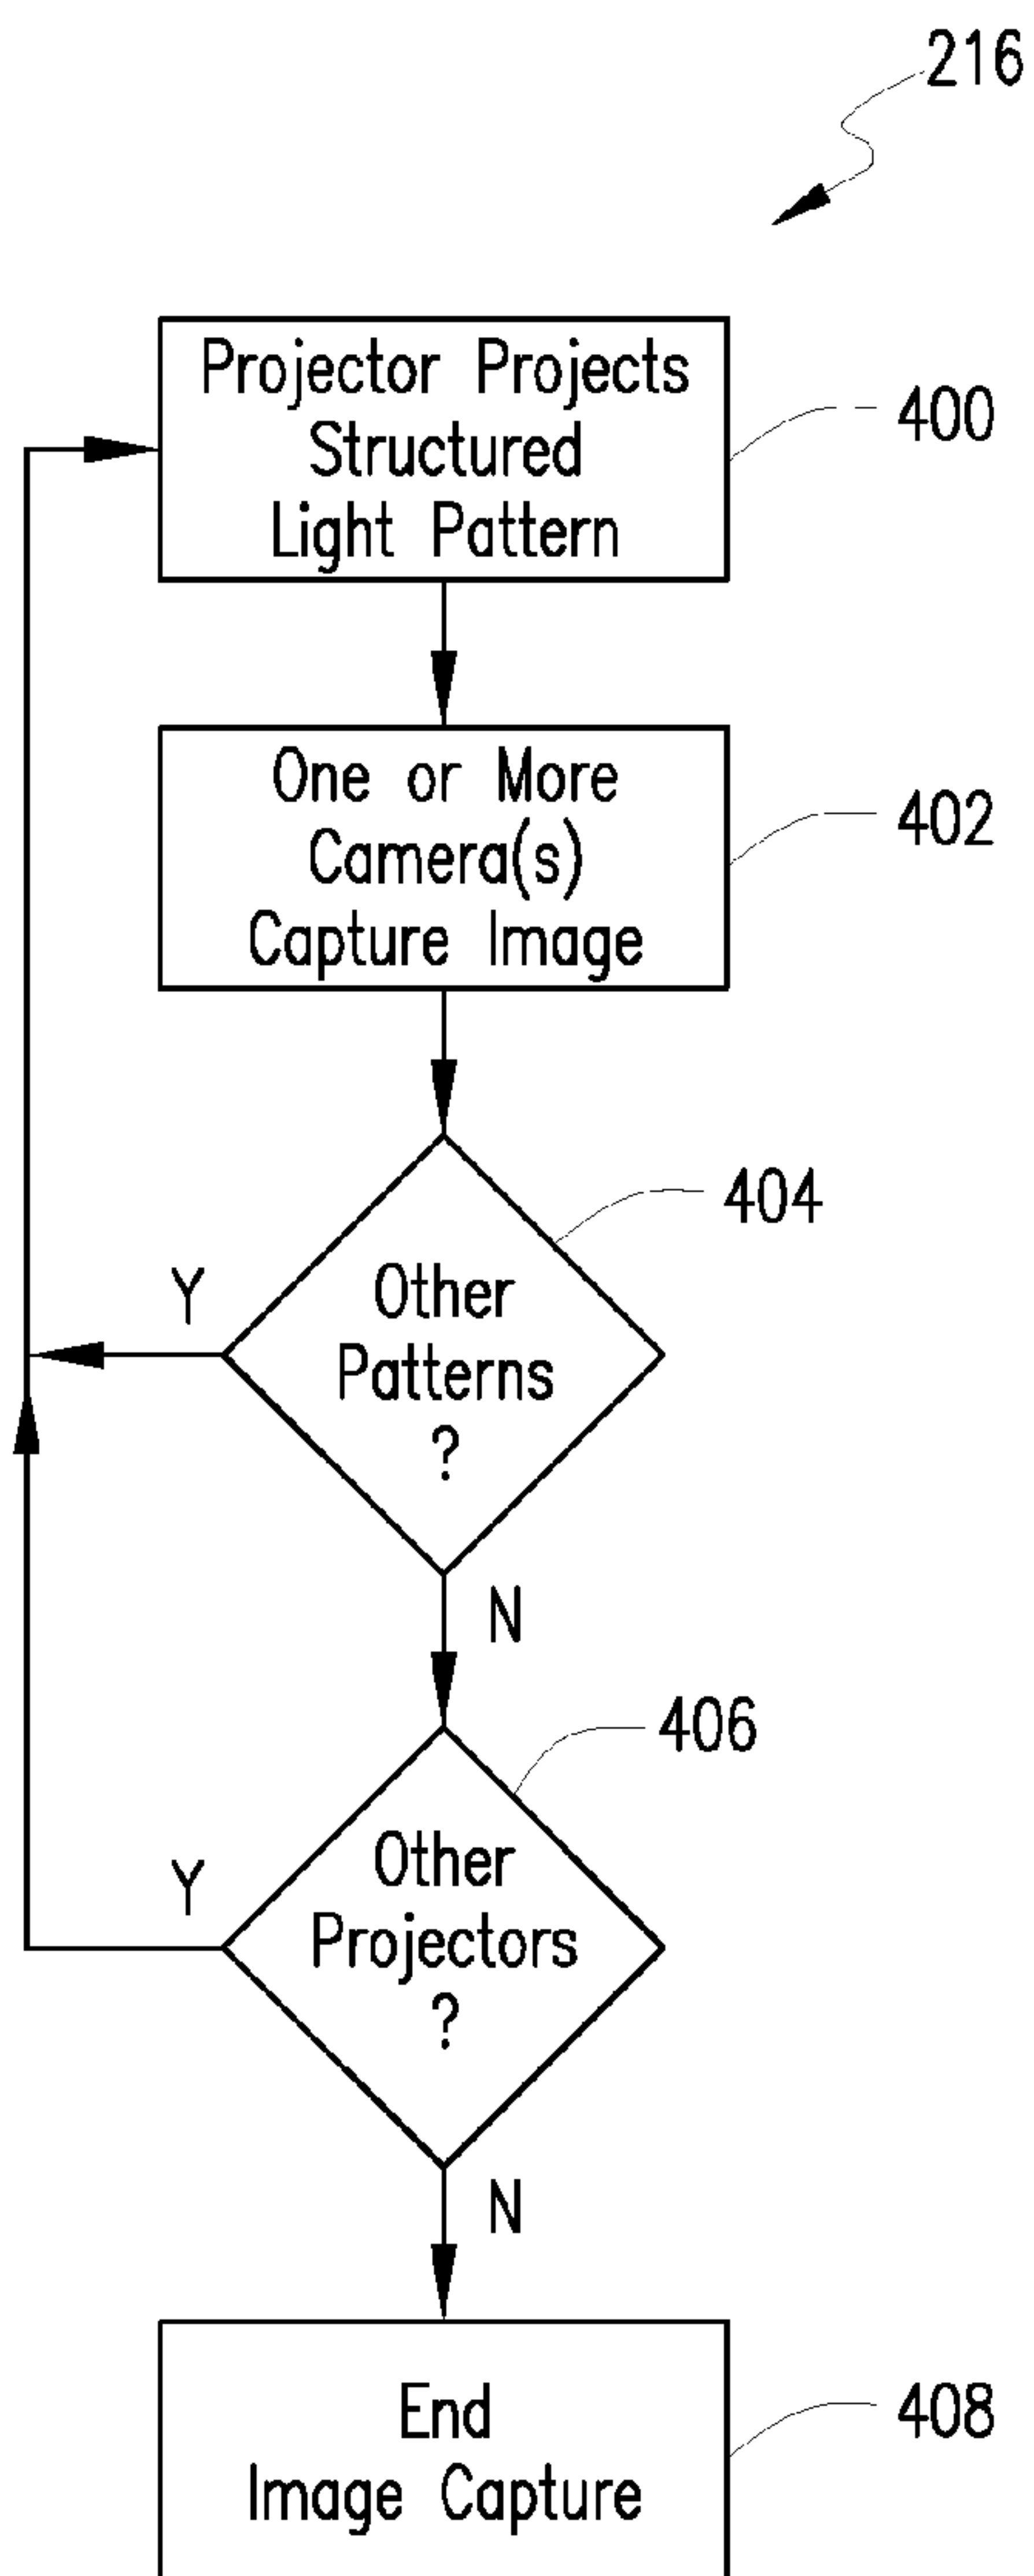 216
Projector Projects
Structured
Light Pattern
400
One or More
Camera(s)
Capture Image
402
404
Other
Patterns
?
Y
N
406
Other
Projectors
?
Y
N
End
Image Capture
408